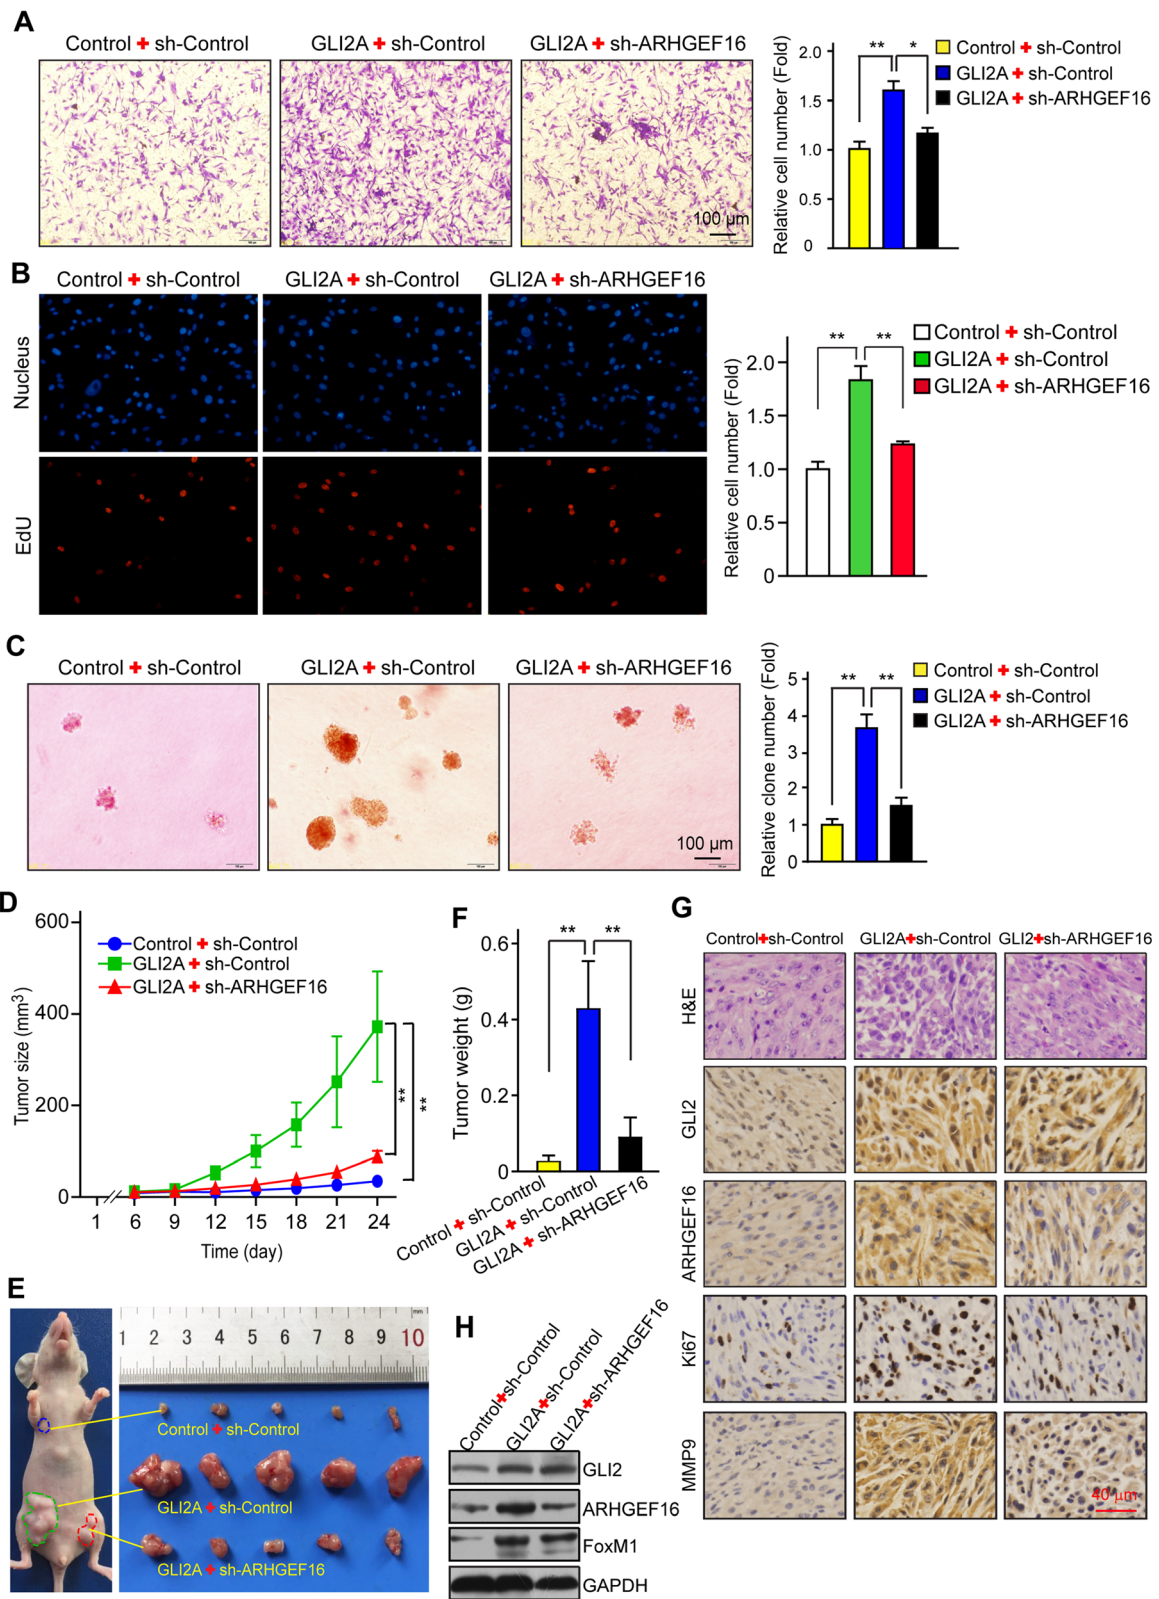 A
Control + sh-Control
GLI2A + sh-Control
GLI2A + sh-ARHGEF16
100 µm
Relative cell number (Fold)
2.0
1.5
1.0
0.5
0
**
*
Control + sh-Control
GLI2A + sh-Control
GLI2A + sh-ARHGEF16
B
Control + sh-Control
GLI2A + sh-Control
GLI2A + sh-ARHGEF16
Nucleus
EdU
Relative cell number (Fold)
2.0
1.5
1.0
0.5
0
**
**
Control + sh-Control
GLI2A + sh-Control
GLI2A + sh-ARHGEF16
C
Control + sh-Control
GLI2A + sh-Control
GLI2A + sh-ARHGEF16
100 µm
Relative clone number (Fold)
5
4
3
2
1
0
**
**
Control + sh-Control
GLI2A + sh-Control
GLI2A + sh-ARHGEF16
D
Tumor size (mm3)
600
400
200
0
Control + sh-Control
GLI2A + sh-Control
GLI2A + sh-ARHGEF16
**
**
1 6 9 12 15 18 21 24
Time (day)
F
Tumor weight (g)
0.6
0.4
0.2
0
**
**
Control + sh-Control
GLI2A + sh-Control
GLI2A + sh-ARHGEF16
G
Control+sh-Control
GLI2A+sh-Control
GLI2+sh-ARHGEF16
H&E
GLI2
ARHGEF16
Ki67
MMP9
40 µm
E
mm
1 2 3 4 5 6 7 8 9 10
Control + sh-Control
GLI2A + sh-Control
GLI2A + sh-ARHGEF16
H
Control+sh-Control
GLI2A+sh-Control
GLI2A+sh-ARHGEF16
GLI2
ARHGEF16
FoxM1
GAPDH